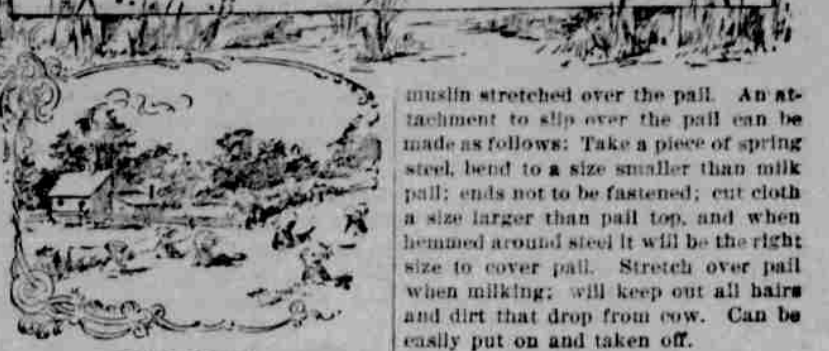 muslin stretched over the pail. An at-
tachment to slip over the pail can be
made as follows: Take a piece of spring
steel, bend to a size smaller than milk
pail; ends not to be fastened; cut cloth
a size larger than pail top, and when
hemmed around steel it will be the right
size to cover pail. Stretch over pail
when milking; will keep out all hairs
and dirt that drop from cow. Can be
easily put on and taken off.